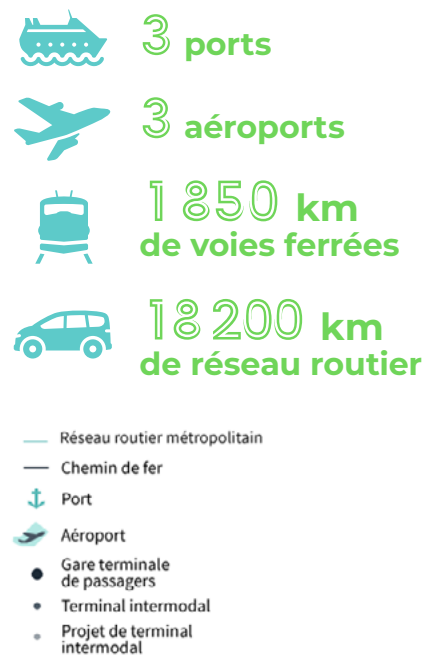 3 ports
3 aéroports
1 850 km
de voies ferrées
18 200 km
de réseau routier
Réseau routier métropolitain
Chemin de fer
Port
Aéroport
Gare terminale
de passagers
Terminal intermodal
Projet de terminal
intermodal